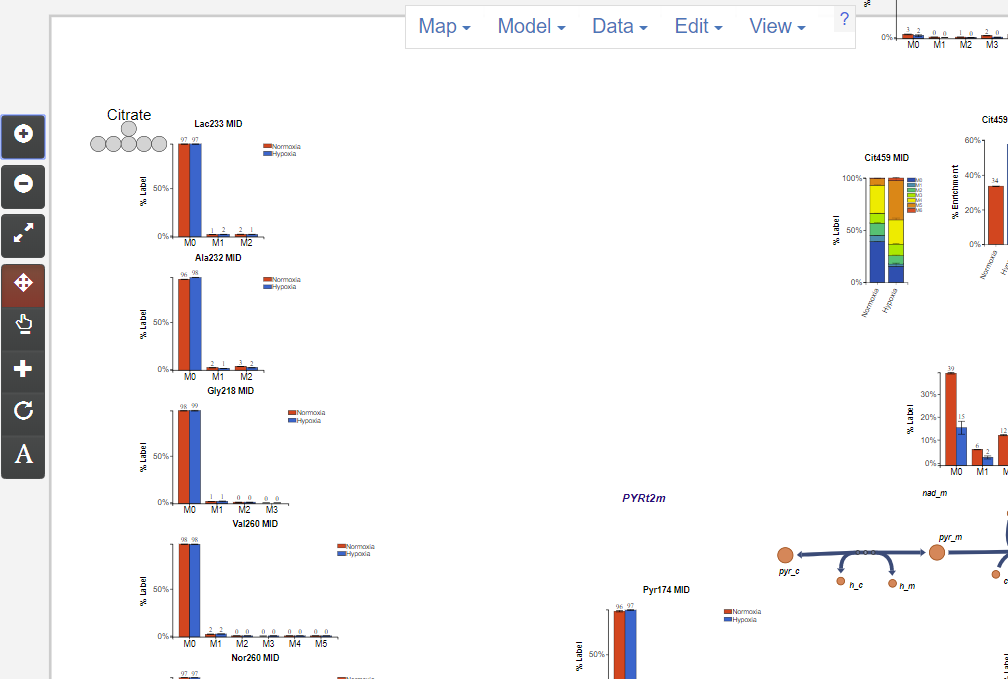 Map Model Data Edit View ?
3 2 0 0 1 0 2 0
0%
M0 M1 M2 M3
Citrate
Lac233 MID
97 97
Normoxia
Hypoxia
% Label
50%
1 2 2 1
0%
M0 M1 M2
Ala232 MID
96 98
Normoxia
Hypoxia
% Label
50%
2 1 3 2
0%
M0 M1 M2
Gly218 MID
98 99
Normoxia
Hypoxia
% Label
50%
1 1 0 0 0 0
0%
M0 M1 M2 M3
Val260 MID
98 98
Normoxia
Hypoxia
% Label
50%
2 2 0 0 0 0 0 0 0 0
0%
M0 M1 M2 M3 M4 M5
Nor260 MID
97 97
Normoxia
A
Cit459 MID
100%
% Label
50%
0%
Normoxia
Hypoxia
Cit459
60%
40%
34
% Enrichment
20%
0%
Normoxia
39
30%
20%
15
12
% Label
10%
6 2
0%
M0 M1
nad_m
PYRt2m
pyr_m
pyr_c
h_c
h_m
Pyr174 MID
96 97
Normoxia
Hypoxia
% Label
50%
% Label